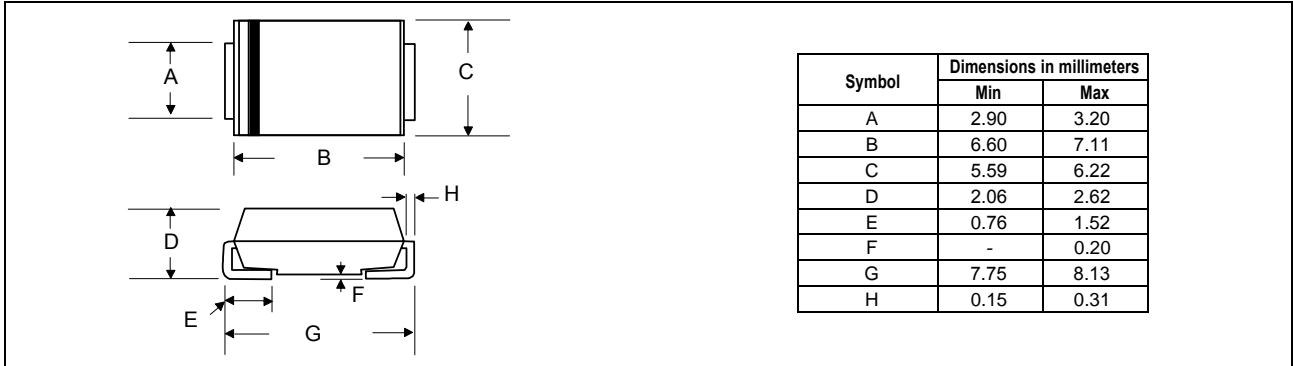 A
C
B
H
D
F
E
G
Symbol Dimensions in millimeters
Min Max
A 2.90 3.20
B 6.60 7.11
C 5.59 6.22
D 2.06 2.62
E 0.76 1.52
F - 0.20
G 7.75 8.13
H 0.15 0.31